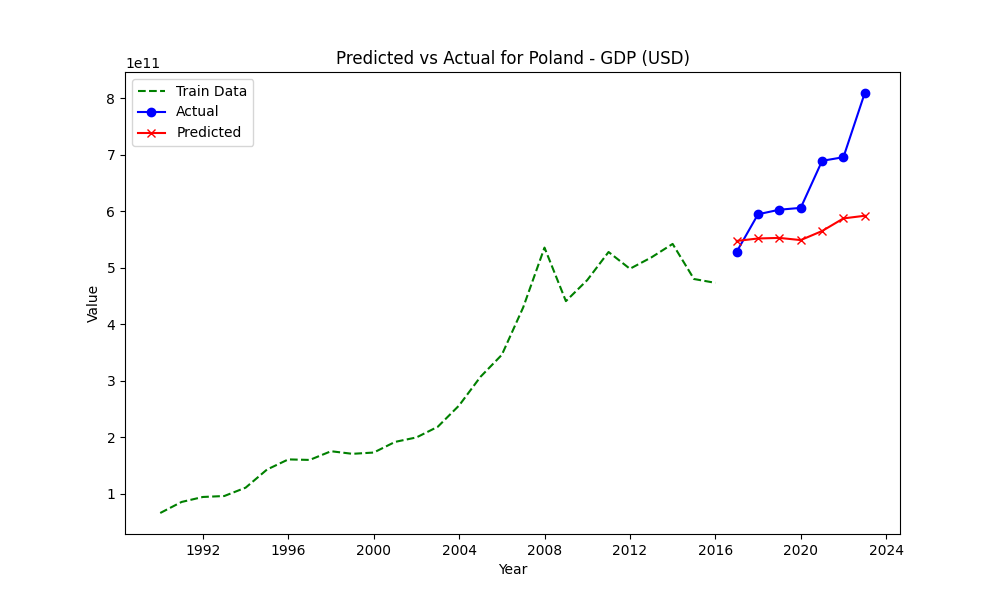 Predicted vs Actual for Poland - GDP (USD)
1e11
Train Data
Actual
Predicted
8
7
6
5
4
3
2
1
Value
1992 1996 2000 2004 2008 2012 2016 2020 2024
Year